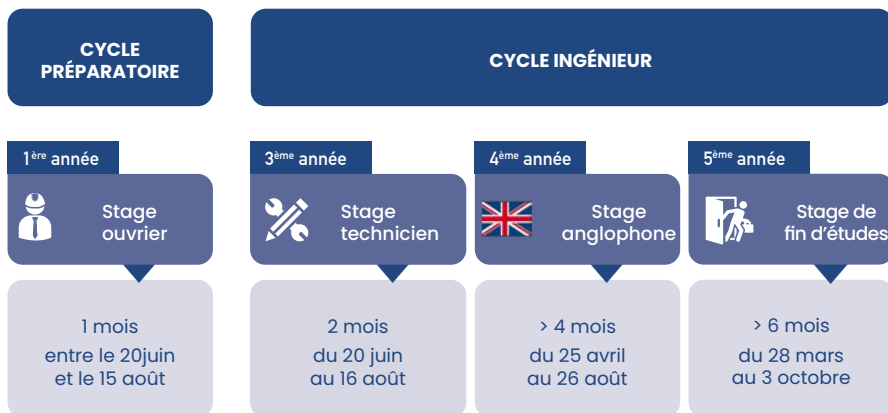 CYCLE
PRÉPARATOIRE
CYCLE INGÉNIEUR
1ère année
Stage
ouvrier
1 mois
entre le 20juin
et le 15 août
3ème année
Stage
technicien
2 mois
du 20 juin
au 16 août
4ème année
Stage
anglophone
> 4 mois
du 25 avril
au 26 août
5ème année
Stage de
fin d’études
> 6 mois
du 28 mars
au 3 octobre